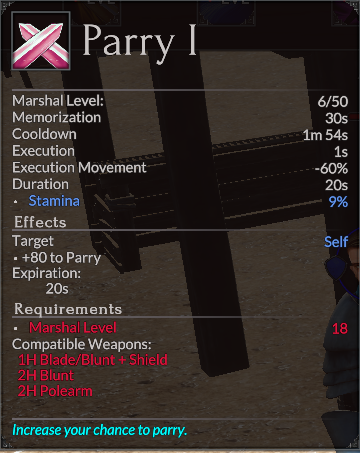 Parry I
Marshal Level: 6/50
Memorization 30s
Cooldown 1m 54s
Execution 1s
Execution Movement -60%
Duration 20s
• Stamina 9%
Effects
Target Self
• +80 to Parry
Expiration:
20s
Requirements
• Marshal Level 18
Compatible Weapons:
1H Blade/Blunt + Shield
2H Blunt
2H Polearm
Increase your chance to parry.